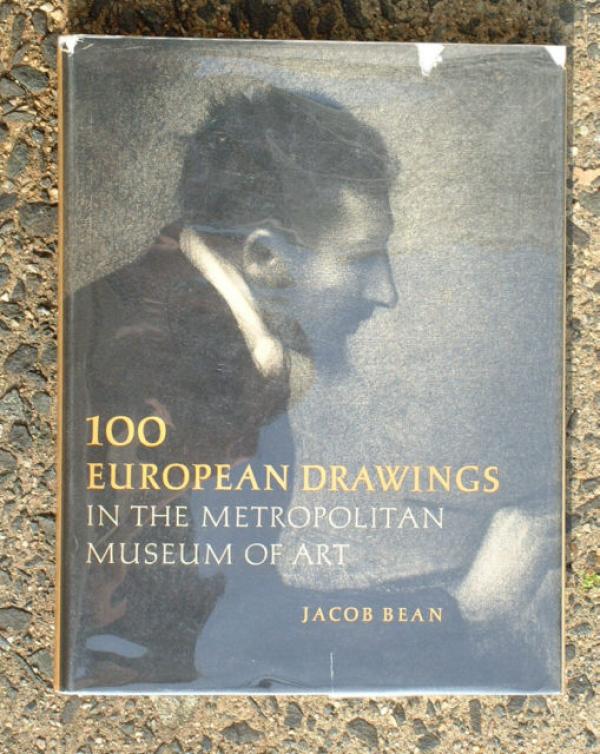 100
EUROPEAN DRAWINGS
IN THE METROPOLITAN
MUSEUM OF ART
JACOB BEAN